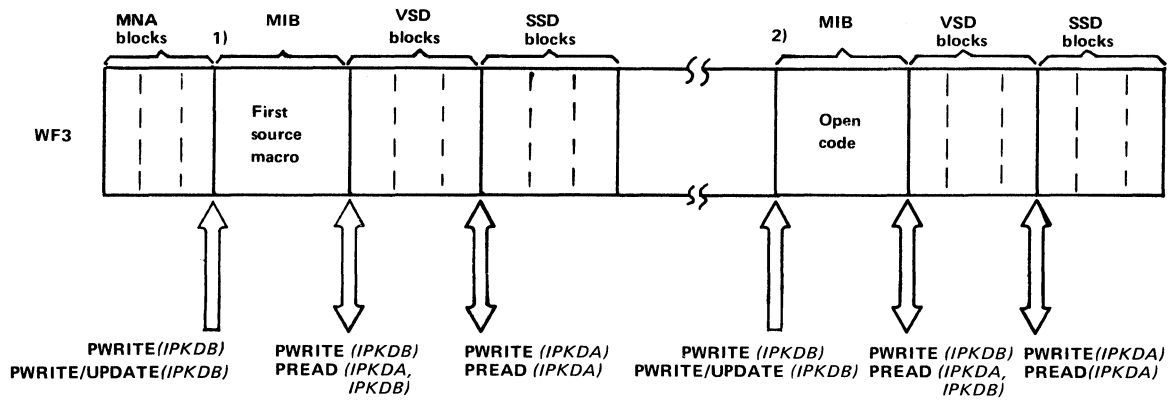 MNA blocks
1)
MIB
VSD blocks
SSD blocks
2)
MIB
VSD blocks
SSD blocks
WF3
First source macro
Open code
PWRITE(IPKDB)
PWRITE/UPDATE(IPKDB)
PWRITE (IPKDB)
PREAD (IPKDA,
IPKDB)
PWRITE (IPKDA)
PREAD (IPKDA)
PWRITE (IPKDB)
PWRITE/UPDATE (IPKDB)
PWRITE (IPKDB)
PREAD (IPKDA,
IPKDB)
PWRITE(IPKDA)
PREAD(IPKDA)